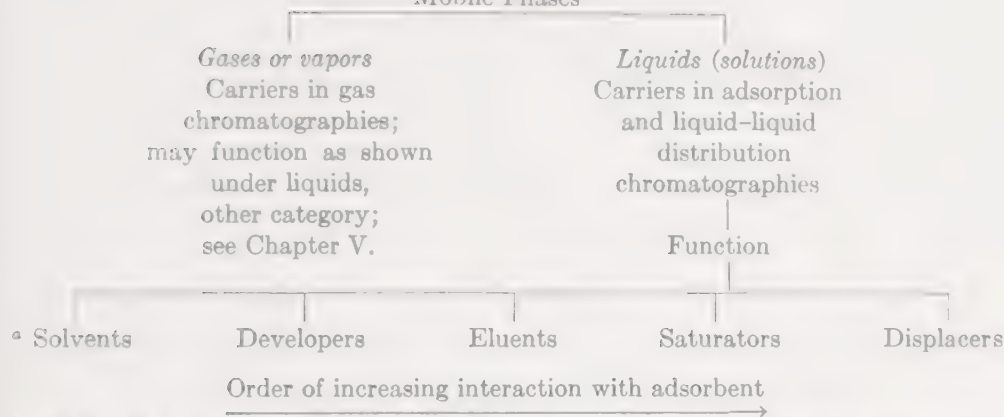 Mobile Phases
Gases or vapors
Carriers in gas
chromatographies;
may function as shown
under liquids,
other category;
see Chapter V.
Liquids (solutions)
Carriers in adsorption
and liquid–liquid
distribution
chromatographies
Function
a Solvents Developers Eluents Saturators Displacers
Order of increasing interaction with adsorbent